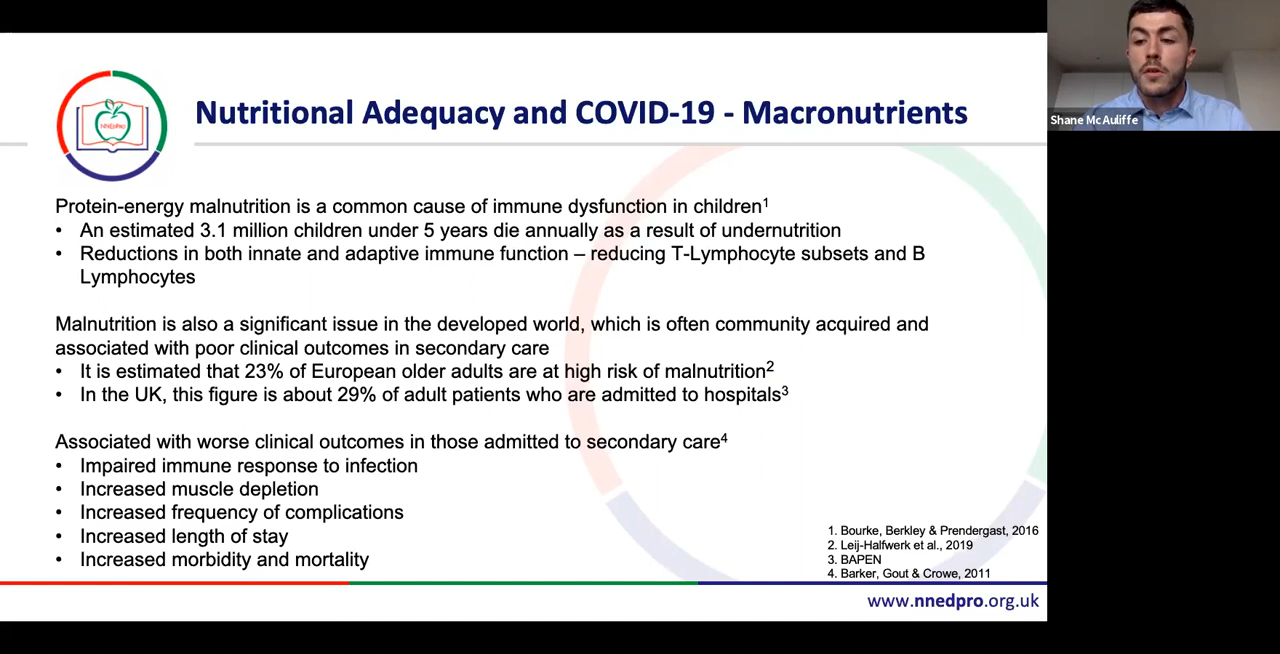 NNEdPro
Nutritional Adequacy and COVID-19 - Macronutrients
Shane Mc Auliffe
Protein-energy malnutrition is a common cause of immune dysfunction in children¹
• An estimated 3.1 million children under 5 years die annually as a result of undernutrition
• Reductions in both innate and adaptive immune function – reducing T-Lymphocyte subsets and B
Lymphocytes
Malnutrition is also a significant issue in the developed world, which is often community acquired and
associated with poor clinical outcomes in secondary care
• It is estimated that 23% of European older adults are at high risk of malnutrition²
• In the UK, this figure is about 29% of adult patients who are admitted to hospitals³
Associated with worse clinical outcomes in those admitted to secondary care⁴
• Impaired immune response to infection
• Increased muscle depletion
• Increased frequency of complications
• Increased length of stay
• Increased morbidity and mortality
1. Bourke, Berkley & Prendergast, 2016
2. Leij-Halfwerk et al., 2019
3. BAPEN
4. Barker, Gout & Crowe, 2011
www.nnedpro.org.uk